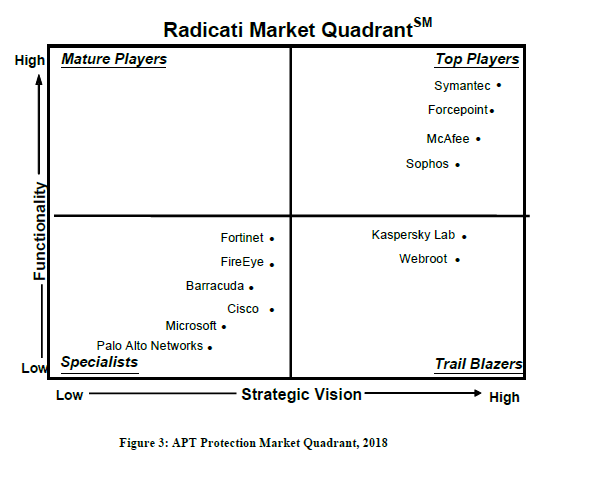 Radicati Market Quadrant SM
High
Mature Players
Top Players
Symantec
Forcepoint
McAfee
Sophos
Functionality
Fortinet
Kaspersky Lab
FireEye
Webroot
Barracuda
Cisco
Microsoft
Palo Alto Networks
Specialists
Trail Blazers
Low
Low
Strategic Vision
High
Figure 3: APT Protection Market Quadrant, 2018